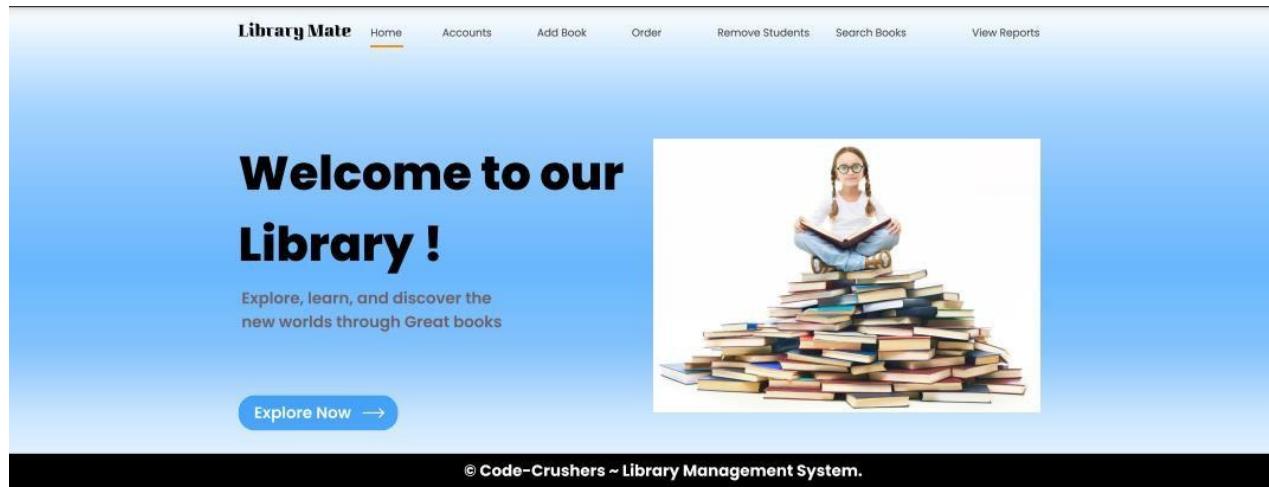 Library Mate Home Accounts Add Book Order Remove Students Search Books View Reports
Welcome to our
Library !
Explore, learn, and discover the
new worlds through Great books
Explore Now
© Code-Crushers ~ Library Management System.